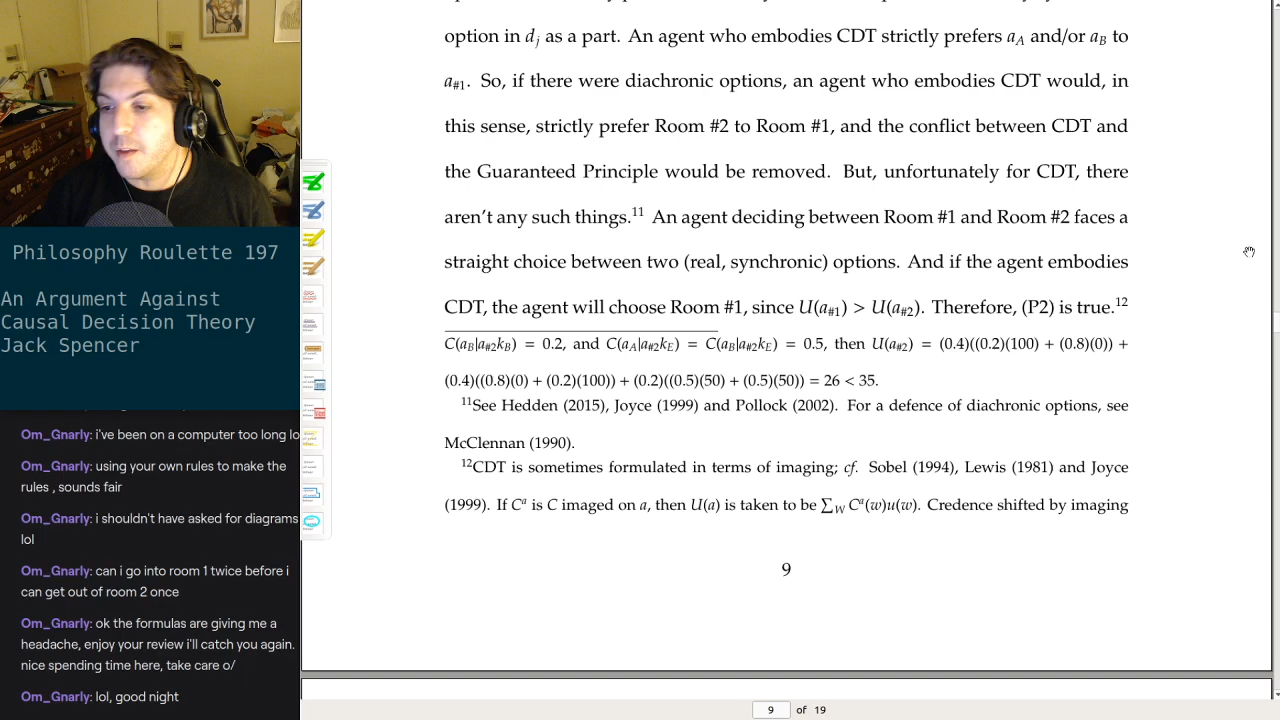 option in d_j as a part. An agent who embodies CDT strictly prefers a_A and/or a_B to
a_#1. So, if there were diachronic options, an agent who embodies CDT would, in
this sense, strictly prefer Room #2 to Room #1, and the conflict between CDT and
the Guaranteed Principle would be removed. But, unfortunately for CDT, there
aren't any such things.¹¹ An agent deciding between Room #1 and Room #2 faces a
straight choice between two (real, synchronic) options. And if the agent embodies
CDT, the agent will choose Room #1, since U(a_#1) > U(a_#2). Therefore, (P2) is true.¹²
C(a_B|a_#2k_B) = 0.2, and C(a_A|a_#2k_E) = C(a_B|a_#2k_E) = 0.5, then U(a_#2) = (0.4)((0.2)(100) + (0.8)(0)) +
(0.4)((0.8)(0) + (0.2)(100)) + (0.2)((0.5)(50) + (0.5)(50)) = 26 < 35.
¹¹See Hedden (2015), Joyce (1999) and Pollock (2002). For a defence of diachronic options, see
McClennan (1990).
¹²CDT is sometimes formulated in terms of imaging; cf. Sobel (1994), Lewis (1981) and Joyce
(1999). If C^a is C imaged on a, then U(a) is taken to be ∑_W C^a(w)u(w). Credence shifted by imaging
9
Philosophy Roulette 197
An Argument Against
Causal Decision Theory
Jack Spencer
Om_Gnarly: i've been on a computer too long lo
Om_Gnarly: using your own rules to make the
rules, sounds fair
Om_Gnarly: i shouldn't have asked for diagrams
lol
Om_Gnarly: can i go into room 1 twice before i
can get out of room 2 once
Om_Gnarly: ok the formulas are giving me a
headache, enjoy your review i'll catch you again.
nice spending time here, take care o/
Om_Gnarly: lol, good night
9 of 19